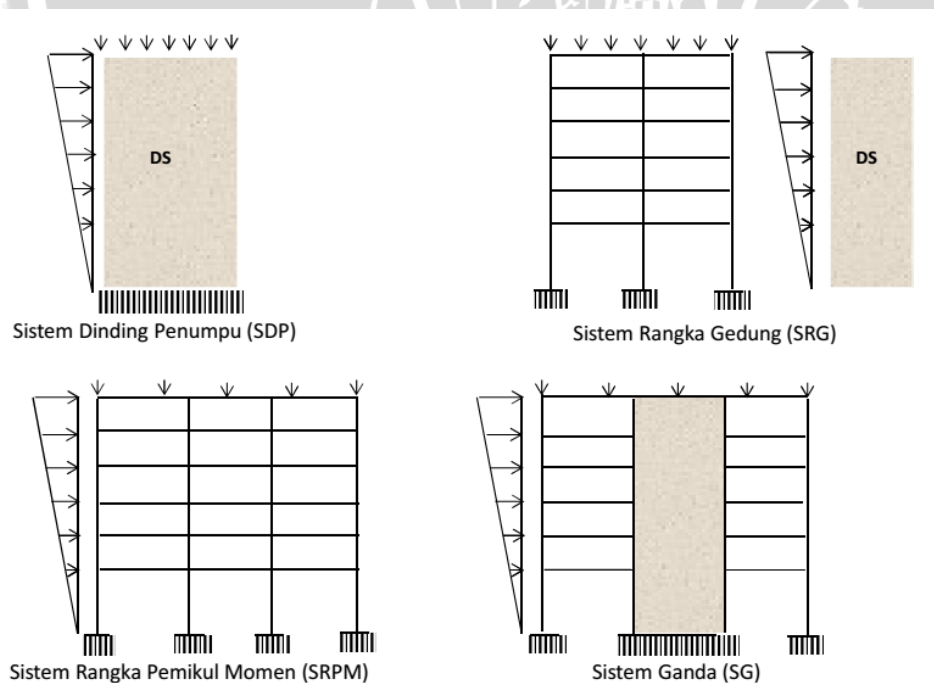 DS
DS
Sistem Dinding Penumpu (SDP)
Sistem Rangka Gedung (SRG)
Sistem Rangka Pemikul Momen (SRPM)
Sistem Ganda (SG)